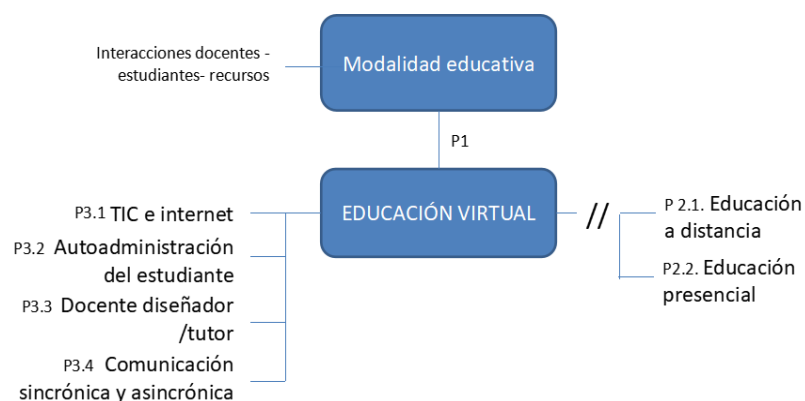 Interacciones docentes -
estudiantes- recursos
Modalidad educativa
P1
EDUCACIÓN VIRTUAL
//
P3.1 TIC e internet
P3.2 Autoadministración
del estudiante
P3.3 Docente diseñador
/tutor
P3.4 Comunicación
sincrónica y asincrónica
P 2.1. Educación
a distancia
P2.2. Educación
presencial